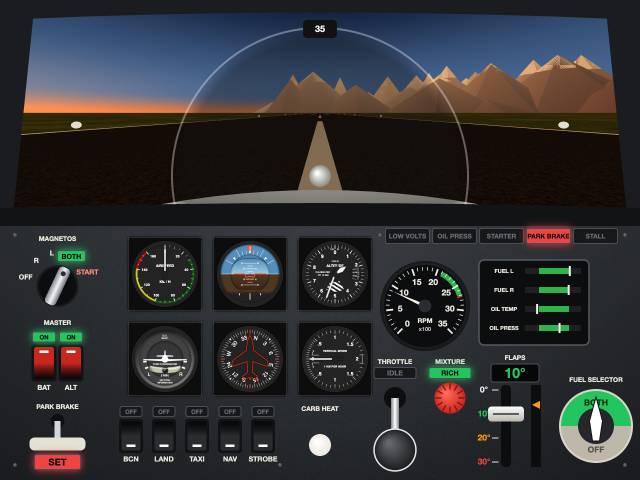 35
MAGNETOS
L
BOTH
R
START
OFF
MASTER
ON ON
BAT ALT
PARK BRAKE
SET
AIRSPEED
VERTICAL SPEED
LOW VOLTS OIL PRESS STARTER PARK BRAKE STALL
0 5 10 15 20 25 30 35
RPM
x100
FUEL L
FUEL R
OIL TEMP
OIL PRESS
OFF OFF OFF OFF OFF
BCN LAND TAXI NAV STROBE
CARB HEAT
THROTTLE
IDLE
MIXTURE
RICH
FLAPS
10°
0°
10°
20°
30°
FUEL SELECTOR
BOTH
OFF